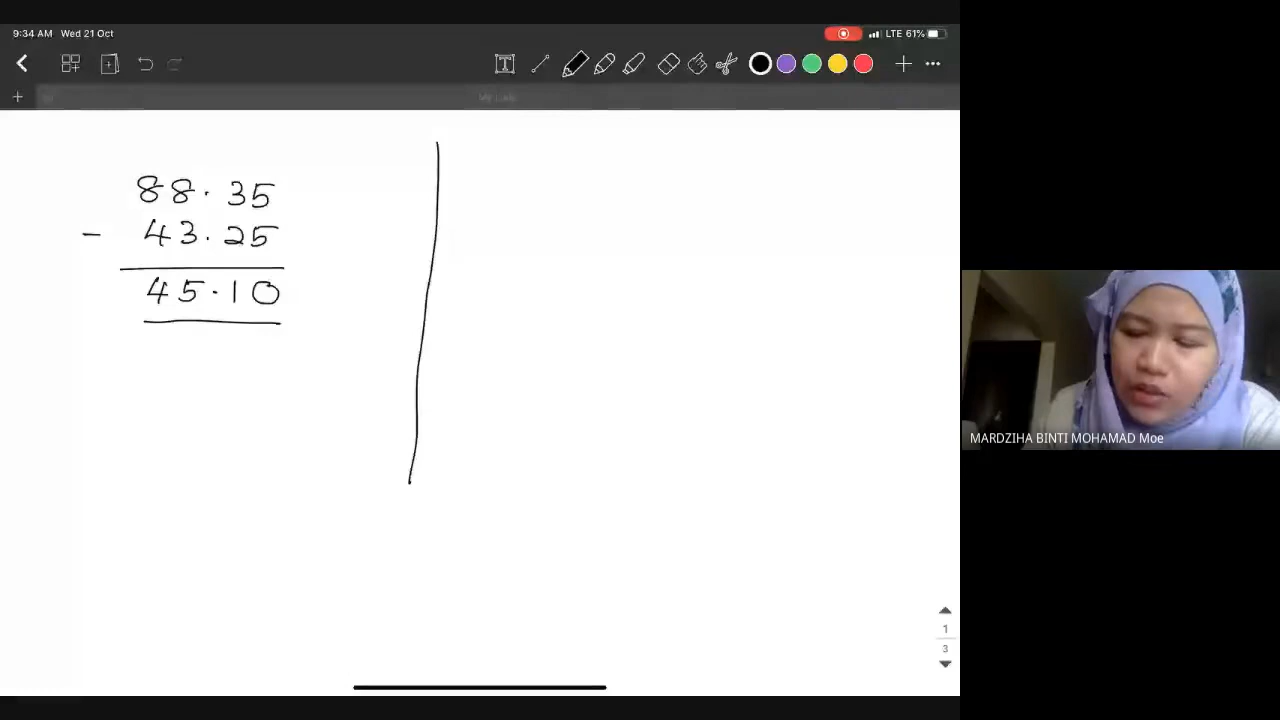 9:34 AM Wed 21 Oct
LTE 61%
88.35
- 43.25
45.10
MARDZIHA BINTI MOHAMAD Moe
1
3